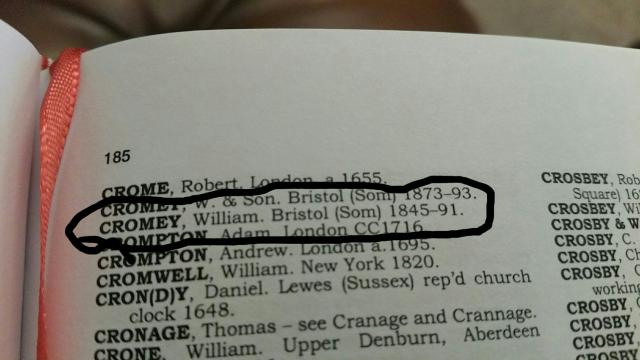 185
CROME, Robert. London. a.1655.
CROMEY, W. & Son. Bristol (Som) 1873–93.
CROMEY, William. Bristol (Som) 1845–91.
CROMPTON, Adam. London CC1716.
CROMPTON, Andrew. London a.1695.
CROMWELL, William. New York 1820.
CRON(D)Y, Daniel. Lewes (Sussex) rep'd church
clock 1648.
CRONAGE, Thomas – see Cranage and Crannage.
CRONE, William. Upper Denburn, Aberdeen
CROSBEY, Rob
Square) 18
CROSBEY, Wi
CROSBY & W
CROSBY, C.
CROSBY, Ch
CROSBY,
working
CROSBY,
CROSBY
CROSBY